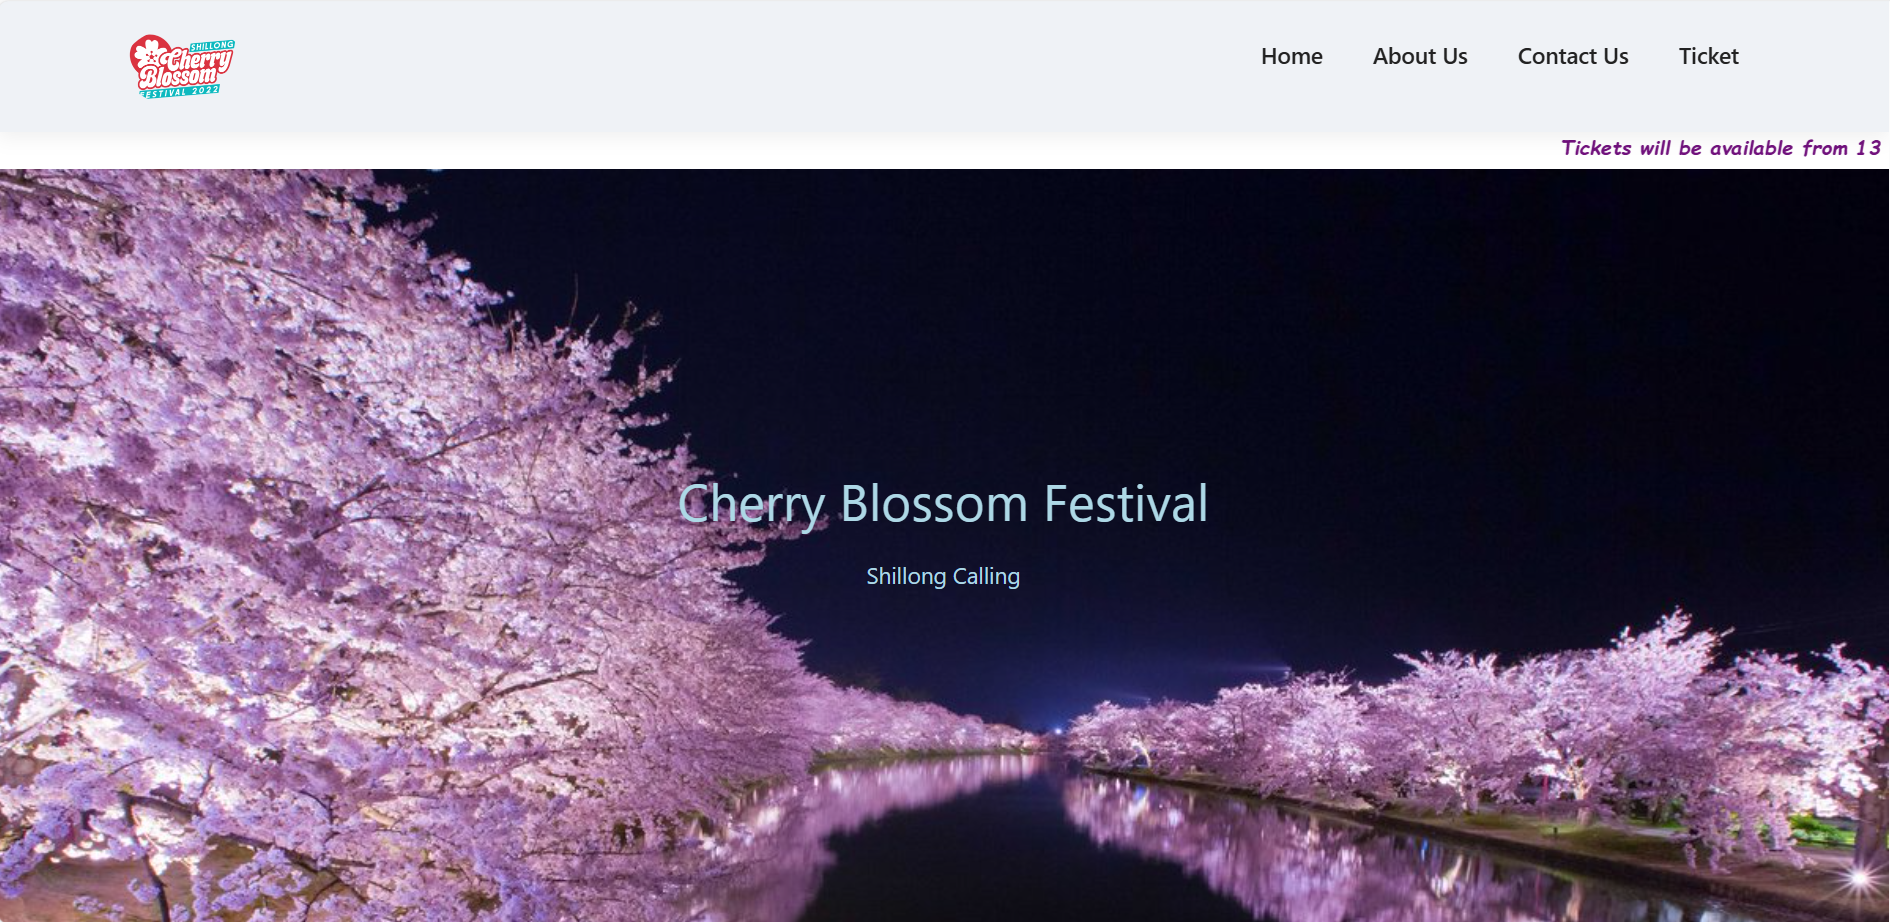 SHILLONG
Cherry
Blossom
FESTIVAL 2022
Home About Us Contact Us Ticket
Tickets will be available from 13
Cherry Blossom Festival
Shillong Calling